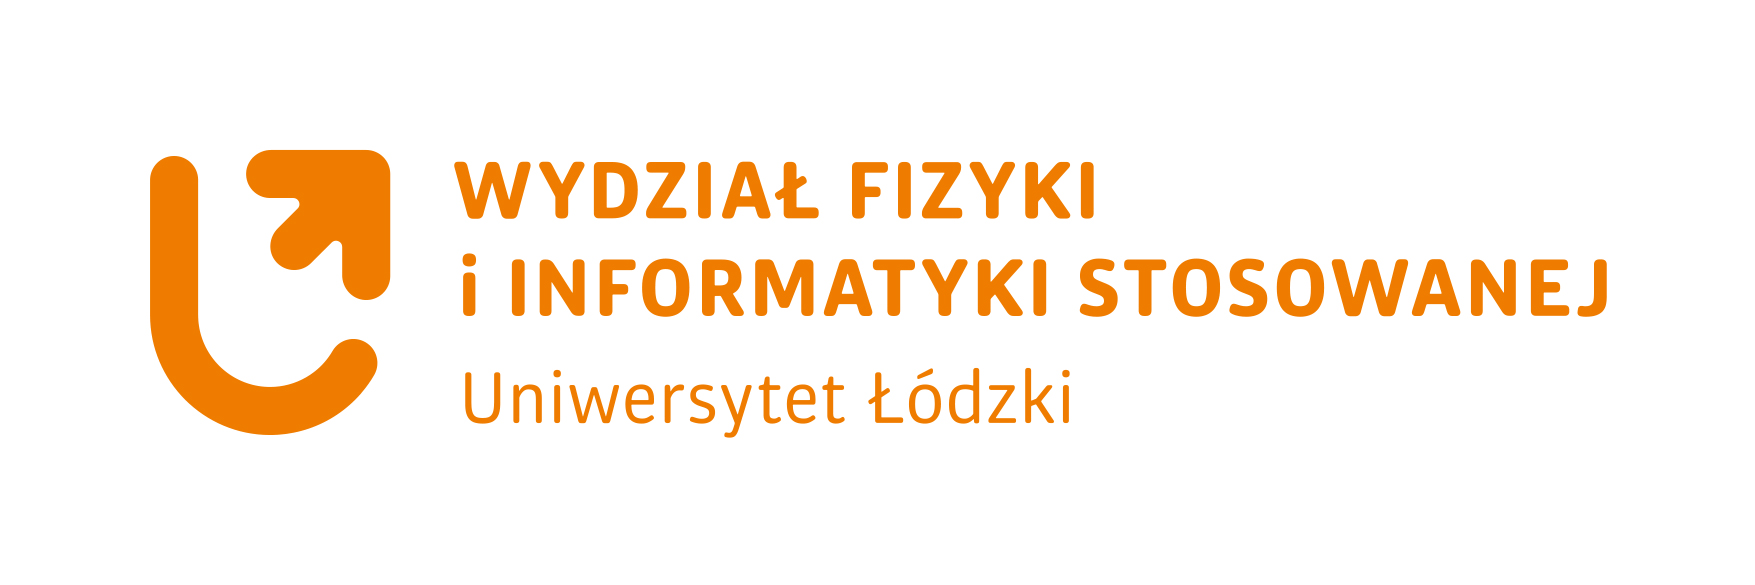 WYDZIAŁ FIZYKI
i INFORMATYKI STOSOWANEJ
Uniwersytet Łódzki